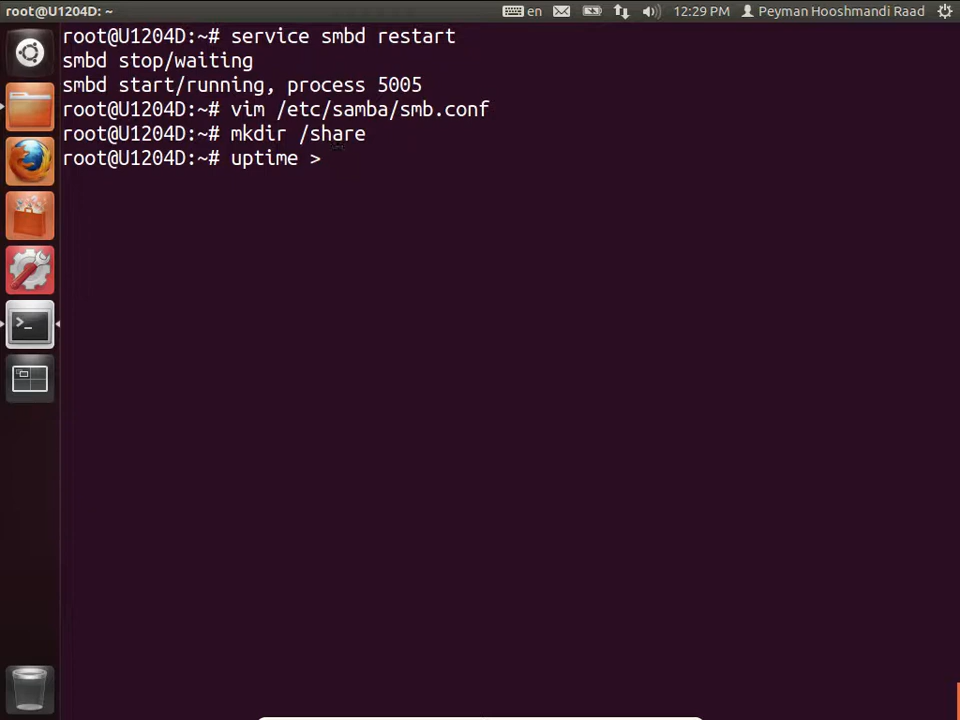 root@U1204D: ~
en
12:29 PM
Peyman Hooshmandi Raad
root@U1204D:~# service smbd restart
smbd stop/waiting
smbd start/running, process 5005
root@U1204D:~# vim /etc/samba/smb.conf
root@U1204D:~# mkdir /share
root@U1204D:~# uptime >